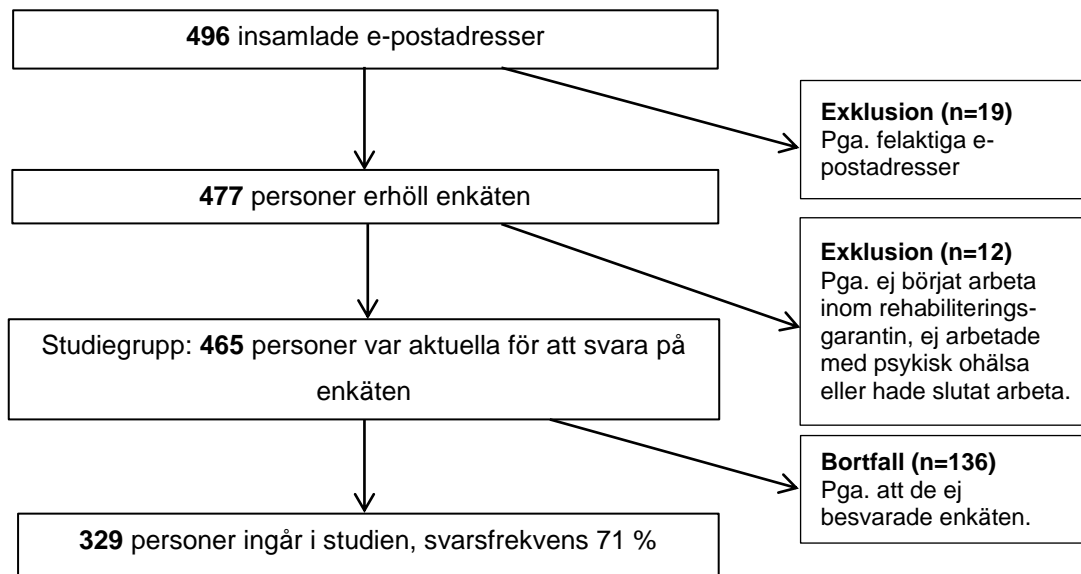 496 insamlade e-postadresser
Exklusion (n=19)
Pga. felaktiga e-
postadresser
477 personer erhöll enkäten
Exklusion (n=12)
Pga. ej börjat arbeta
inom rehabiliterings-
garantin, ej arbetade
med psykisk ohälsa
eller hade slutat arbeta.
Studiegrupp: 465 personer var aktuella för att svara på
enkäten
Bortfall (n=136)
Pga. att de ej
besvarade enkäten.
329 personer ingår i studien, svarsfrekvens 71 %